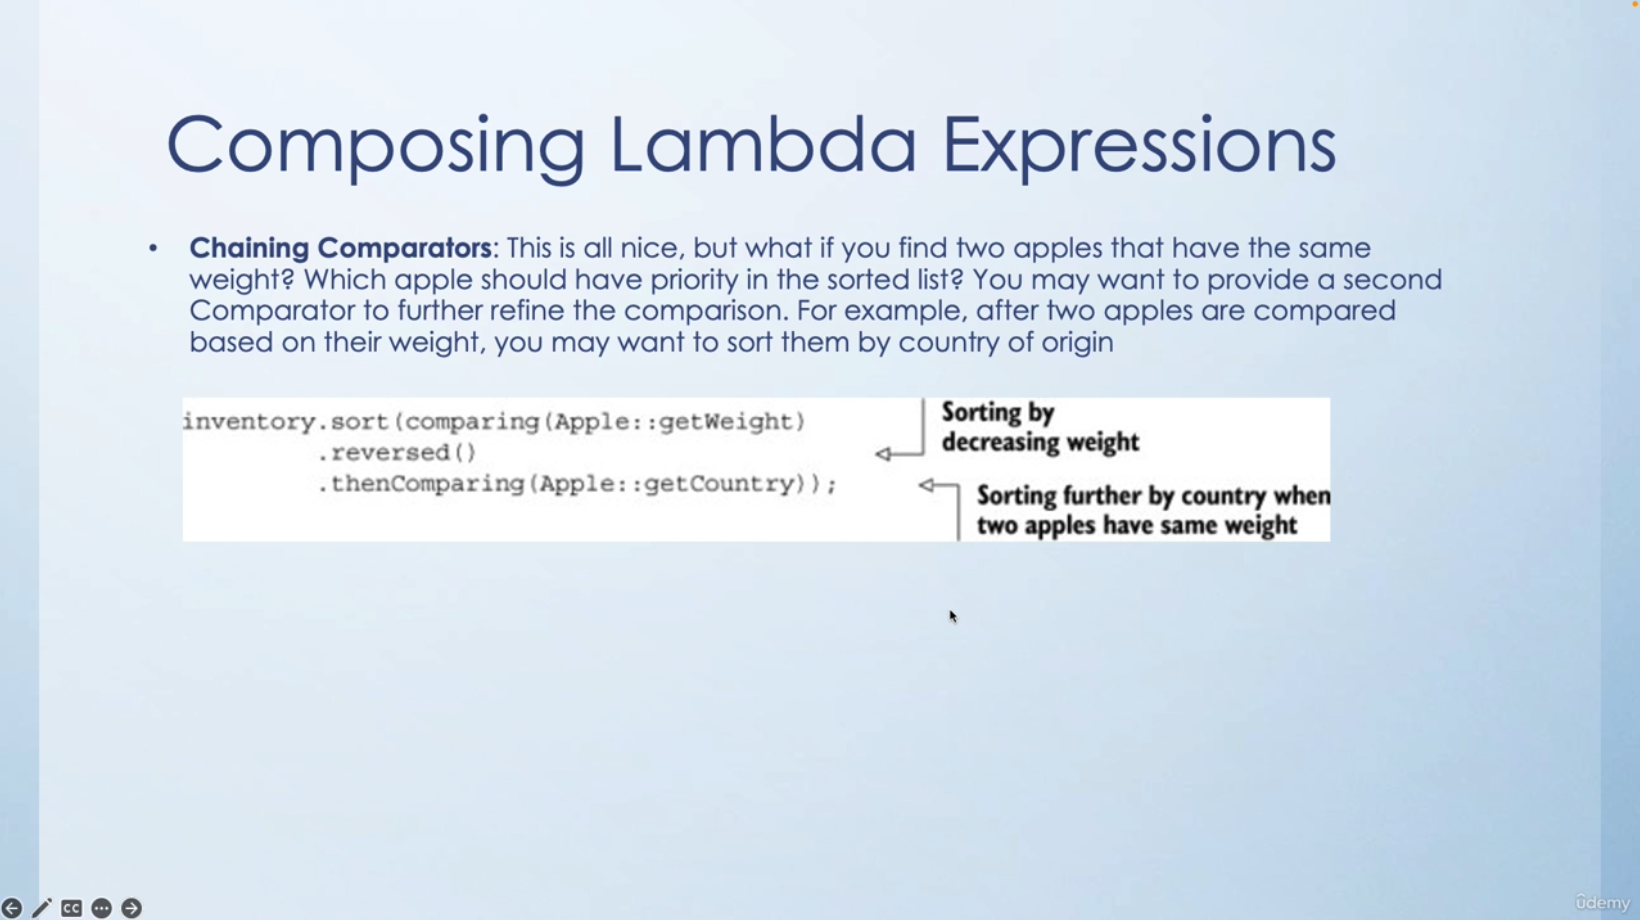 Composing Lambda Expressions
• Chaining Comparators: This is all nice, but what if you find two apples that have the same
weight? Which apple should have priority in the sorted list? You may want to provide a second
Comparator to further refine the comparison. For example, after two apples are compared
based on their weight, you may want to sort them by country of origin
inventory.sort(comparing(Apple::getWeight)
.reversed()
.thenComparing(Apple::getCountry));
Sorting by
decreasing weight
Sorting further by country when
two apples have same weight
CC
ûdemy